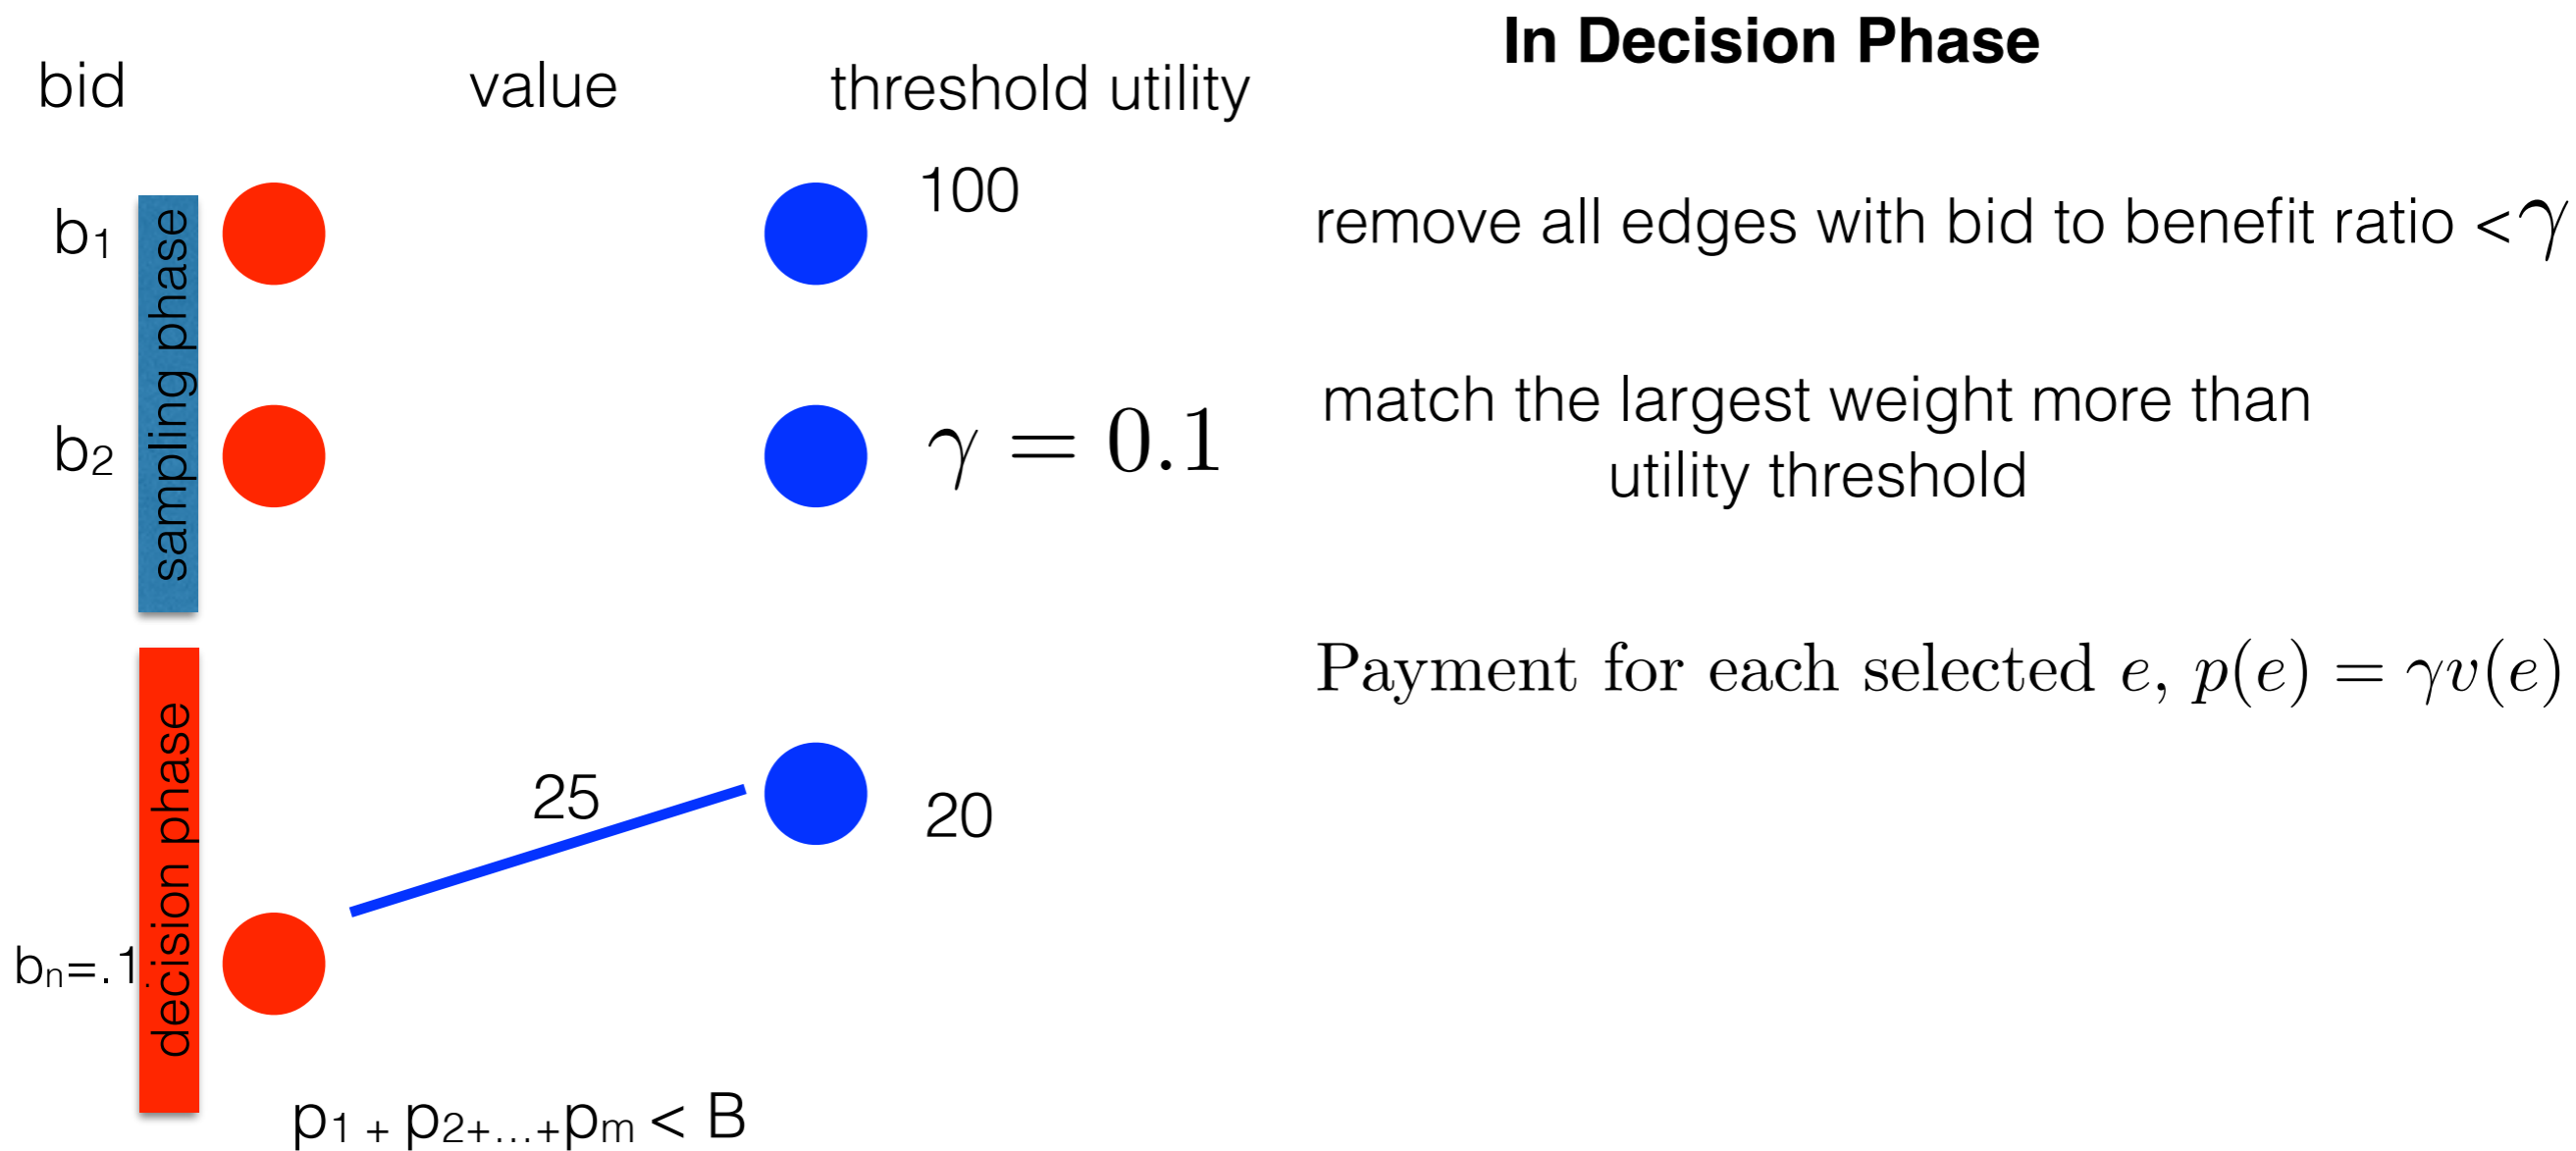 In Decision Phase
bid value threshold utility
100
b₁
remove all edges with bid to benefit ratio <γ
sampling phase
γ = 0.1
match the largest weight more than
utility threshold
b₂
Payment for each selected e, p(e) = γv(e)
decision phase
25
20
bₙ=.1
p₁ + p₂+...+pₘ < B